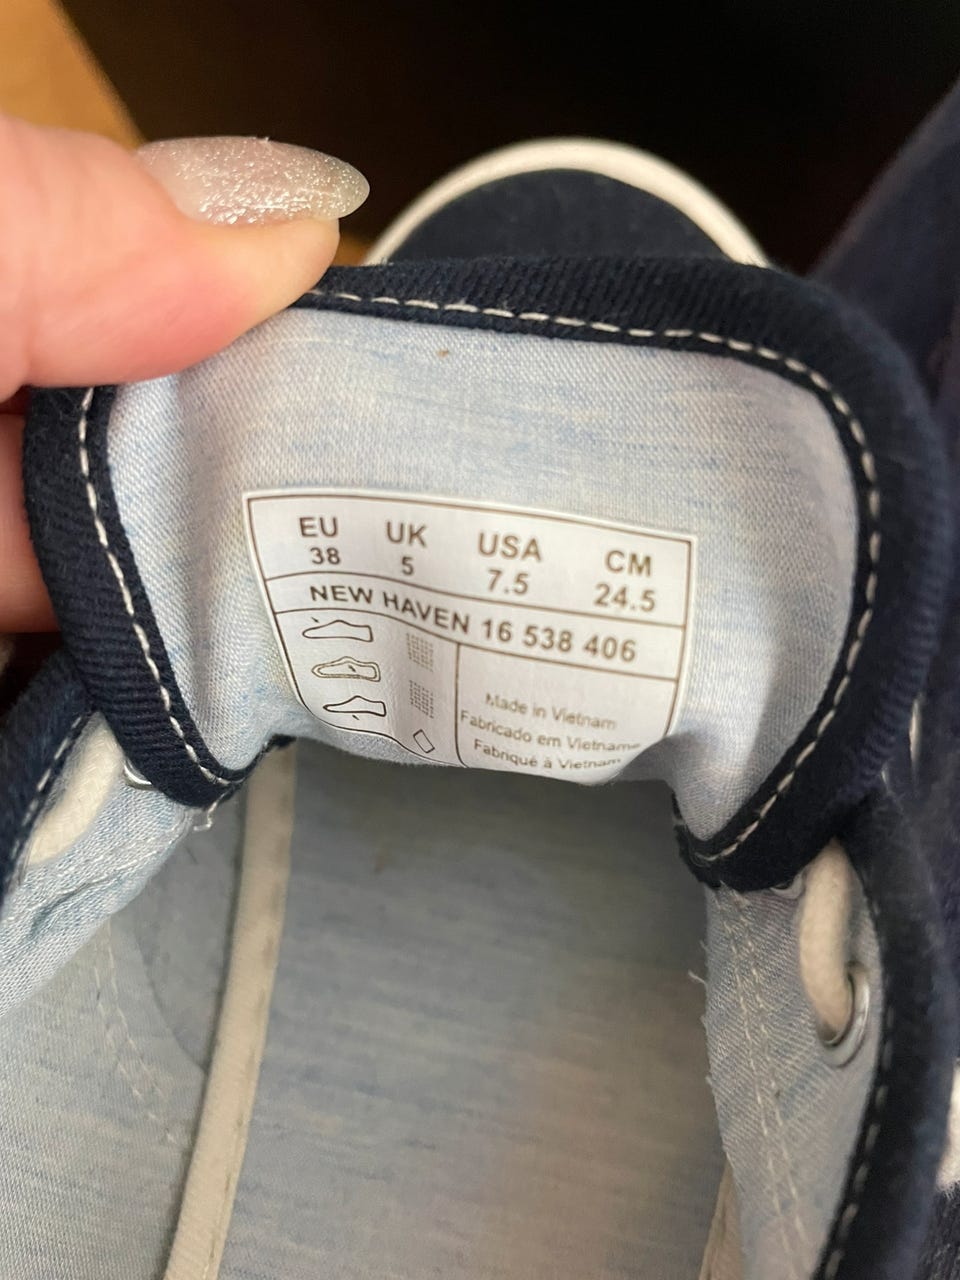 EU UK USA CM
38 5 7.5 24.5
NEW HAVEN 16 538 406
Made in Vietnam
Fabricado em Vietname
Fabriqué à Vietnam